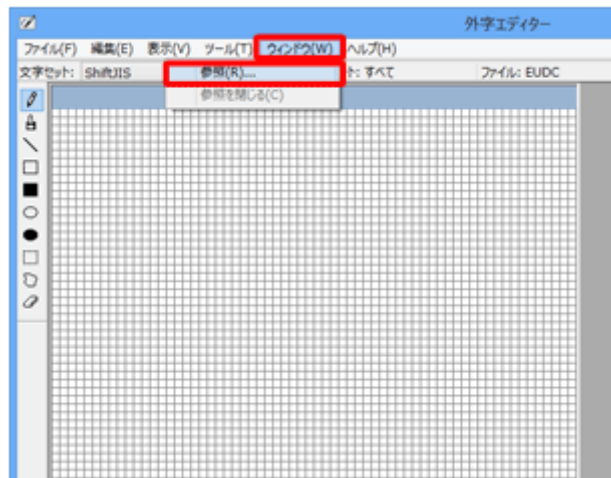 外字エディター
ファイル(F) 編集(E) 表示(V) ツール(T) ウィンドウ(W) ヘルプ(H)
文字セット: ShiftJIS 参照(R)... ト: すべて ファイル: EUDC
参照を閉じる(C)